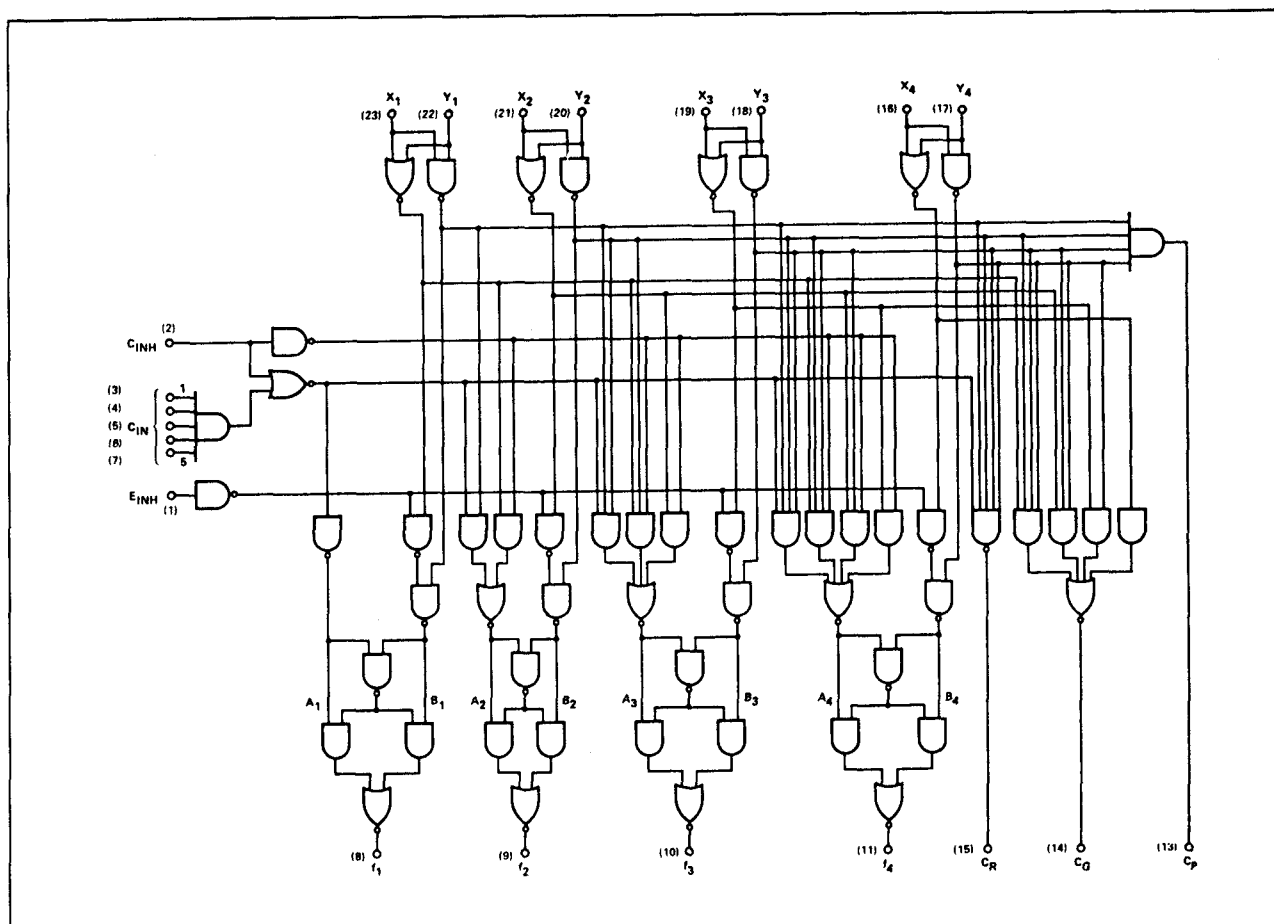 X1 Y1 X2 Y2 X3 Y3 X4 Y4
(23) (22) (21) (20) (19) (18) (16) (17)
(2)
CINH
(3) 1
(4)
(5) CIN
(6)
(7) 5
EINH
(1)
A1 B1 A2 B2 A3 B3 A4 B4
(8) (9) (10) (11) (15) (14) (13)
f1 f2 f3 f4 CR CG CP